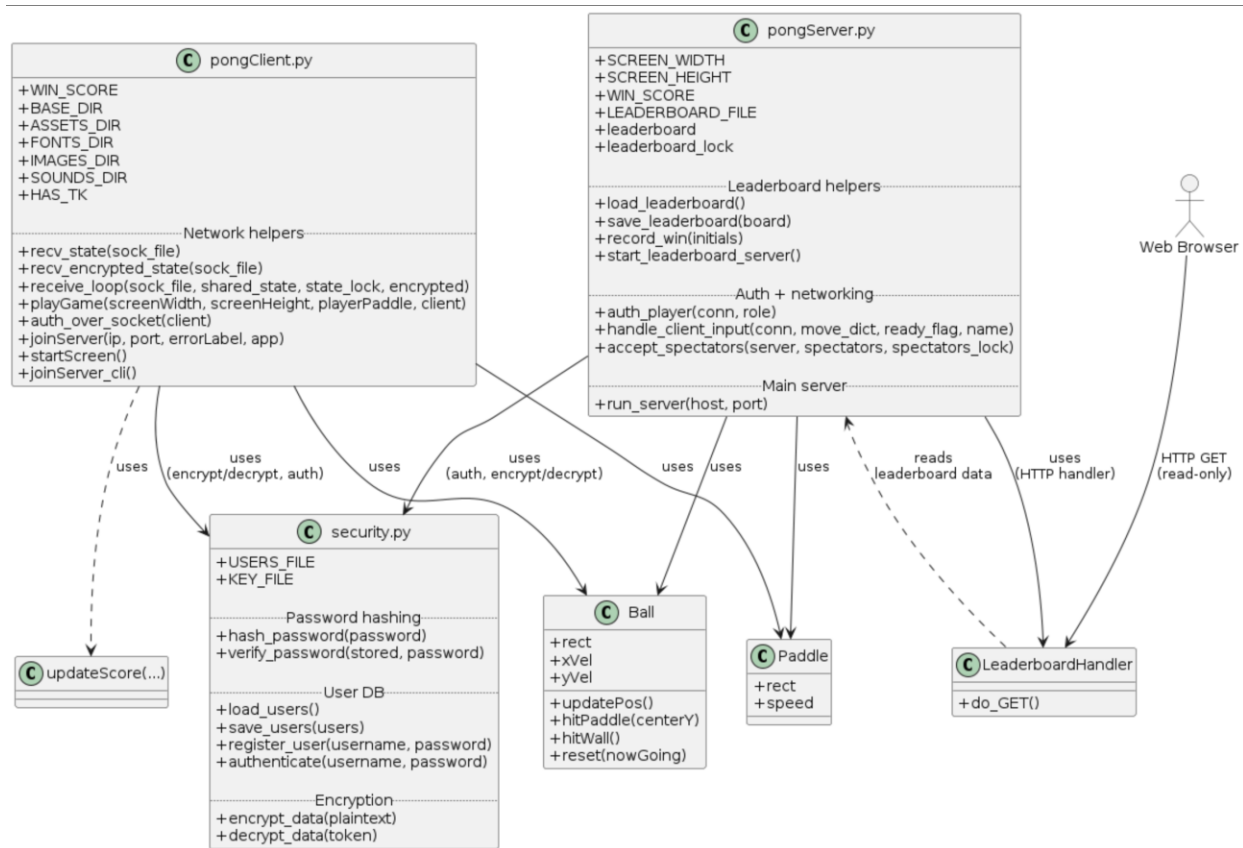 C pongClient.py
+WIN_SCORE
+BASE_DIR
+ASSETS_DIR
+FONTS_DIR
+IMAGES_DIR
+SOUNDS_DIR
+HAS_TK
Network helpers
+recv_state(sock_file)
+recv_encrypted_state(sock_file)
+receive_loop(sock_file, shared_state, state_lock, encrypted)
+playGame(screenWidth, screenHeight, playerPaddle, client)
+auth_over_socket(client)
+joinServer(ip, port, errorLabel, app)
+startScreen()
+joinServer_cli()
C pongServer.py
+SCREEN_WIDTH
+SCREEN_HEIGHT
+WIN_SCORE
+LEADERBOARD_FILE
+leaderboard
+leaderboard_lock
Leaderboard helpers
+load_leaderboard()
+save_leaderboard(board)
+record_win(initials)
+start_leaderboard_server()
Auth + networking
+auth_player(conn, role)
+handle_client_input(conn, move_dict, ready_flag, name)
+accept_spectators(server, spectators, spectators_lock)
Main server
+run_server(host, port)
Web Browser
uses
uses
(encrypt/decrypt, auth)
uses
uses
(auth, encrypt/decrypt)
uses
uses
uses
reads
leaderboard data
uses
(HTTP handler)
HTTP GET
(read-only)
C updateScore(...)
C security.py
+USERS_FILE
+KEY_FILE
Password hashing
+hash_password(password)
+verify_password(stored, password)
User DB
+load_users()
+save_users(users)
+register_user(username, password)
+authenticate(username, password)
Encryption
+encrypt_data(plaintext)
+decrypt_data(token)
C Ball
+rect
+xVel
+yVel
+updatePos()
+hitPaddle(centerY)
+hitWall()
+reset(nowGoing)
C Paddle
+rect
+speed
C LeaderboardHandler
+do_GET()